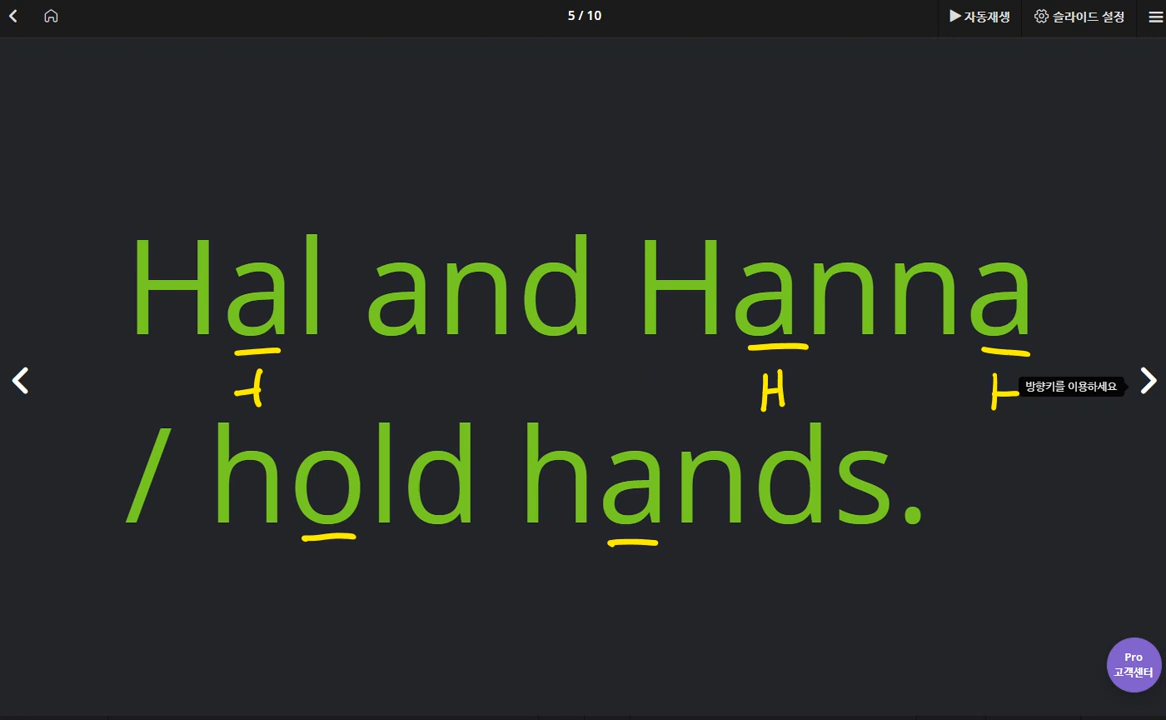 5 / 10
▶ 자동재생
슬라이드 설정
Hal and Hanna
ㅓ ㅐ ㅏ
방향키를 이용하세요
/ hold hands.
Pro
고객센터